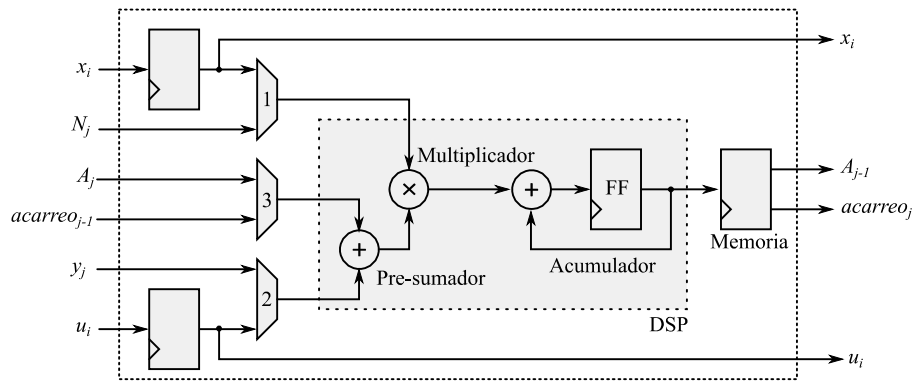 x_i
x_i
1
N_j
Multiplicador
A_j
3
×
+
FF
A_{j-1}
acarreo_{j-1}
acarreo_j
+
Memoria
Pre-sumador
Acumulador
y_j
2
DSP
u_i
u_i